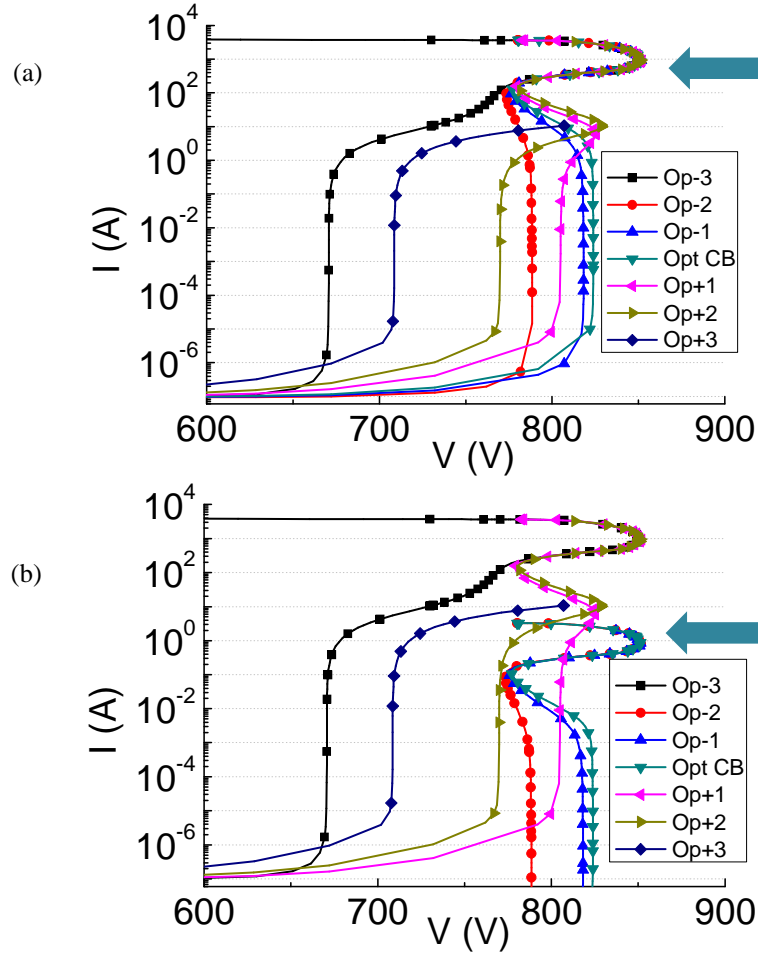 (a)
I (A)
10^4
10^2
10^0
10^-2
10^-4
10^-6
Op-3
Op-2
Op-1
Opt CB
Op+1
Op+2
Op+3
600 700 800 900
V (V)
(b)
I (A)
10^4
10^2
10^0
10^-2
10^-4
10^-6
Op-3
Op-2
Op-1
Opt CB
Op+1
Op+2
Op+3
600 700 800 900
V (V)